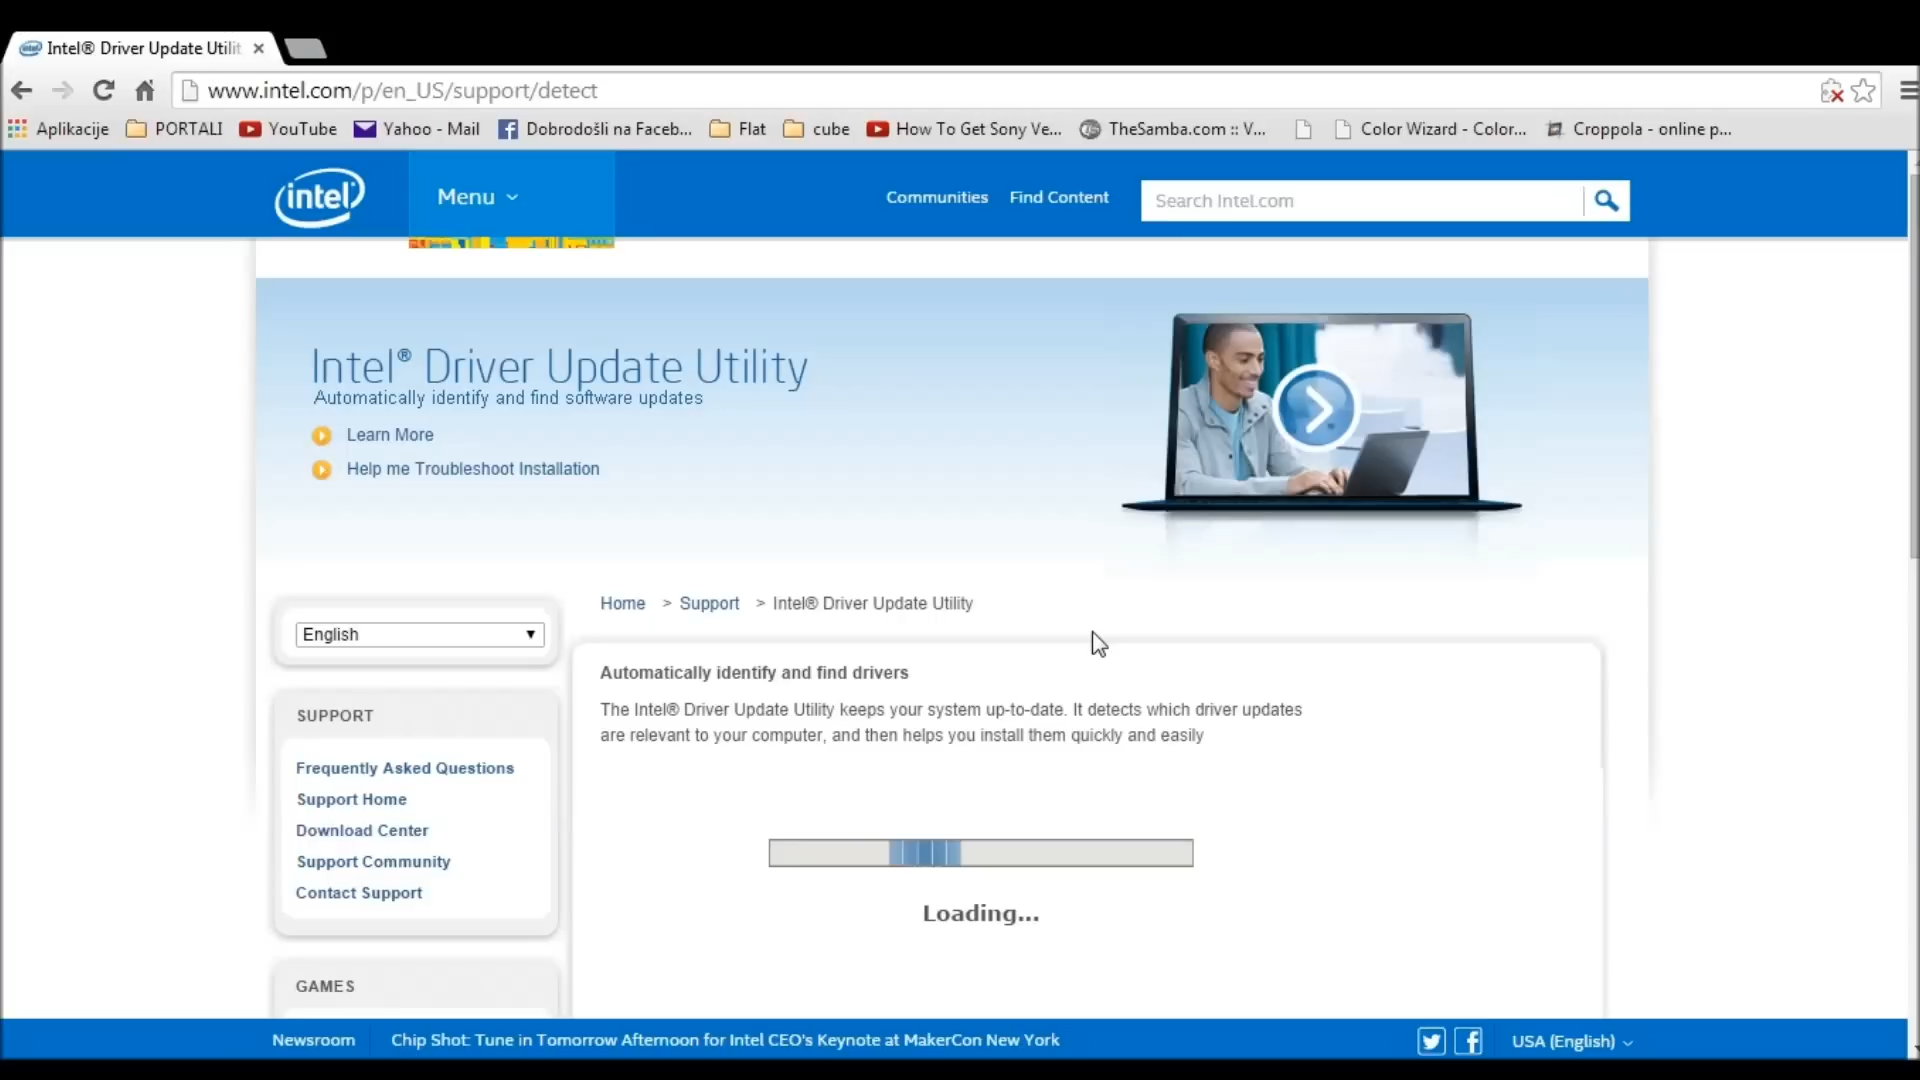 Intel® Driver Update Utilit
www.intel.com/p/en_US/support/detect
Aplikacije PORTALI YouTube Yahoo - Mail Dobrodošli na Faceb... Flat cube How To Get Sony Ve... TheSamba.com :: V... Color Wizard - Color... Croppola - online p...
intel Menu Communities Find Content Search Intel.com
Intel® Driver Update Utility
Automatically identify and find software updates
Learn More
Help me Troubleshoot Installation
Home > Support > Intel® Driver Update Utility
English
Automatically identify and find drivers
The Intel® Driver Update Utility keeps your system up-to-date. It detects which driver updates
are relevant to your computer, and then helps you install them quickly and easily
SUPPORT
Frequently Asked Questions
Support Home
Download Center
Support Community
Contact Support
Loading...
GAMES
Newsroom Chip Shot: Tune in Tomorrow Afternoon for Intel CEO's Keynote at MakerCon New York USA (English)